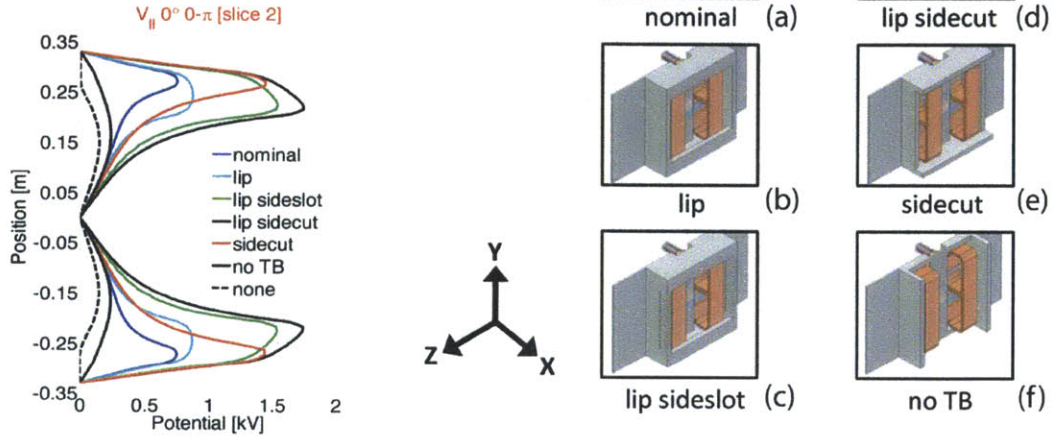 V|| 0° 0-π [slice 2]
0.35
0.25
0.15
0.05
-0.05
-0.15
-0.25
-0.35
Position [m]
nominal
lip
lip sideslot
lip sidecut
sidecut
no TB
none
0 0.5 1 1.5 2
Potential [kV]
Y
Z
X
nominal (a)
lip sidecut (d)
lip (b)
sidecut (e)
lip sideslot (c)
no TB (f)